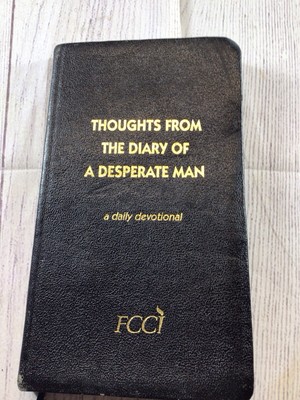 THOUGHTS FROM
THE DIARY OF
A DESPERATE MAN
a daily devotional
FCCI